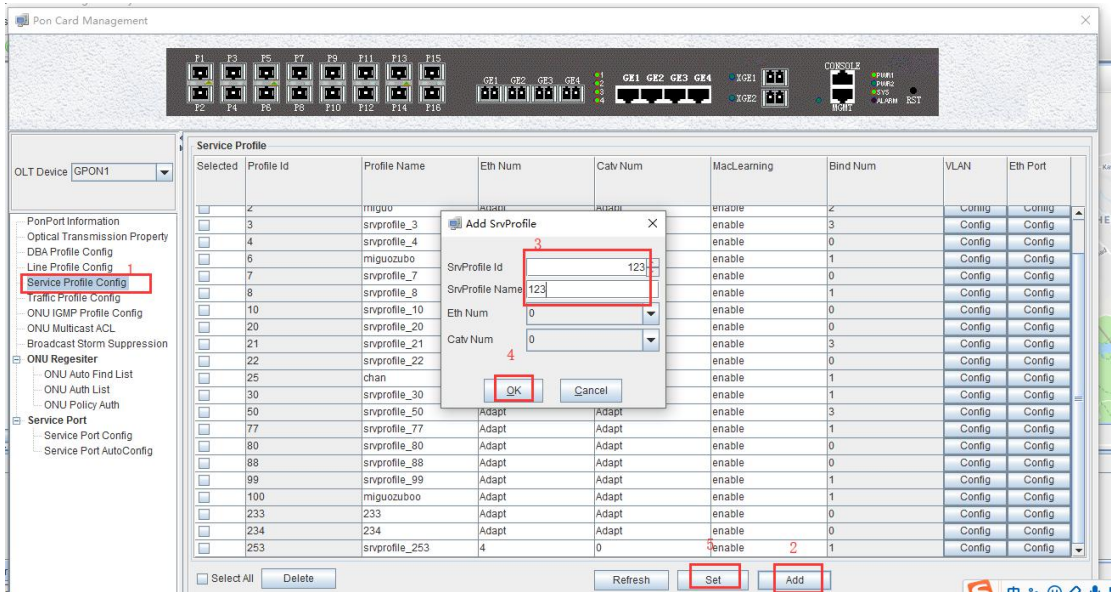 Pon Card Management
P1 P3 P5 P7 P9 P11 P13 P15
P2 P4 P6 P8 P10 P12 P14 P16
GE1 GE2 GE3 GE4
1
2
3
4
GE1 GE2 GE3 GE4
XGE1
XGE2
CONSOLE
MGMT
PWR1
PWR2
SYS
ALARM
RST
OLT Device GPON1
PonPort Information
Optical Transmission Property
DBA Profile Config
Line Profile Config
1
Service Profile Config
Traffic Profile Config
ONU IGMP Profile Config
ONU Multicast ACL
Broadcast Storm Suppression
ONU Regesiter
ONU Auto Find List
ONU Auth List
ONU Policy Auth
Service Port
Service Port Config
Service Port AutoConfig
Service Profile
Selected Profile Id Profile Name Eth Num Catv Num MacLearning Bind Num VLAN Eth Port
2 miguo Adapt Adapt enable 2 Config Config
3 srvprofile_3 enable 3 Config Config
4 srvprofile_4 enable 0 Config Config
6 miguozubo enable 1 Config Config
7 srvprofile_7 enable 0 Config Config
8 srvprofile_8 enable 1 Config Config
10 srvprofile_10 enable 0 Config Config
20 srvprofile_20 enable 0 Config Config
21 srvprofile_21 enable 3 Config Config
22 srvprofile_22 enable 0 Config Config
25 chan enable 1 Config Config
30 srvprofile_30 enable 1 Config Config
50 srvprofile_50 Adapt Adapt enable 3 Config Config
77 srvprofile_77 Adapt Adapt enable 1 Config Config
80 srvprofile_80 Adapt Adapt enable 0 Config Config
88 srvprofile_88 Adapt Adapt enable 0 Config Config
99 srvprofile_99 Adapt Adapt enable 1 Config Config
100 miguozuboo Adapt Adapt enable 1 Config Config
233 233 Adapt Adapt enable 0 Config Config
234 234 Adapt Adapt enable 0 Config Config
253 srvprofile_253 4 0 enable 1 Config Config
Add SrvProfile
3
SrvProfile Id 123
SrvProfile Name 123
Eth Num 0
Catv Num 0
4
OK Cancel
5 2
Select All Delete Refresh Set Add
中